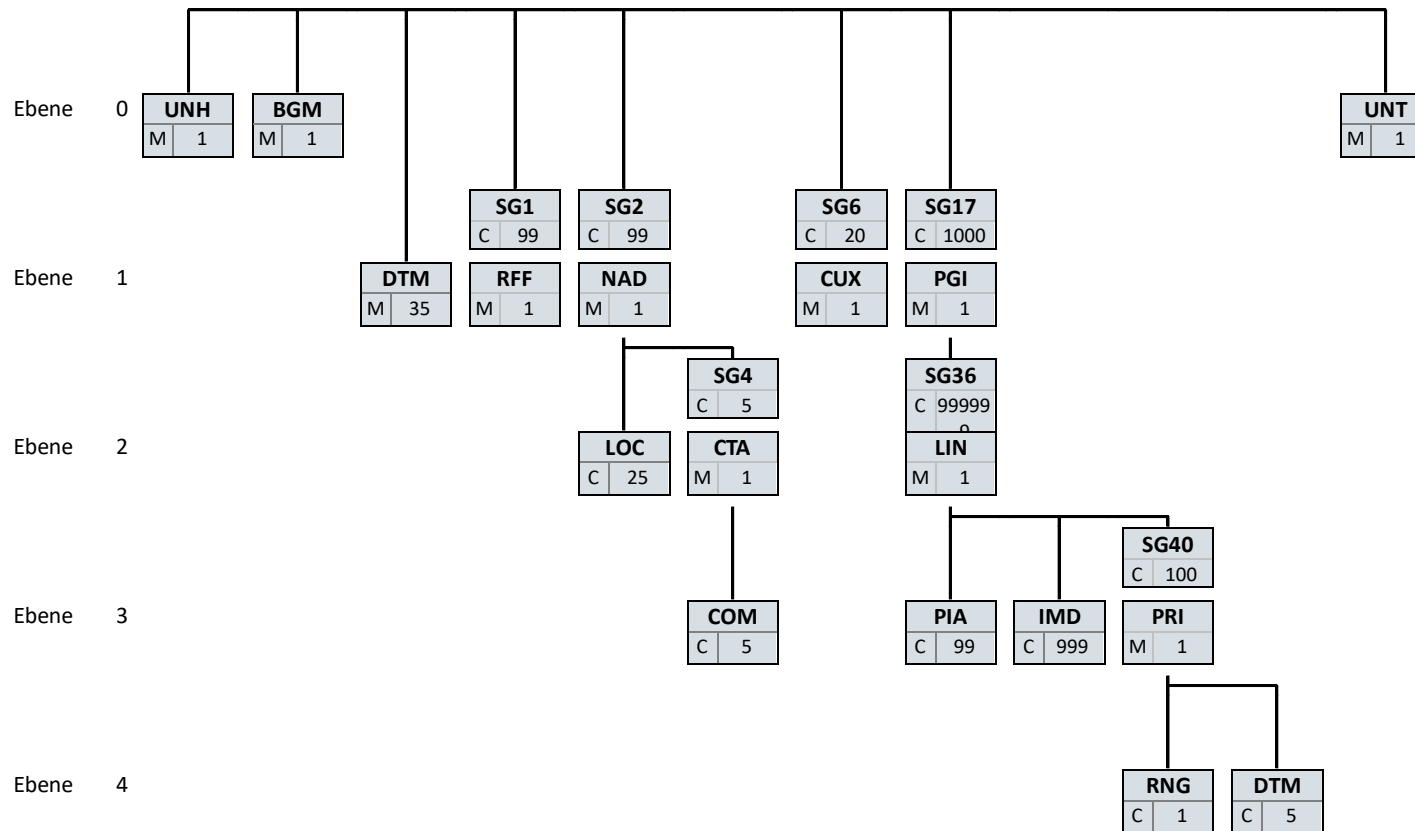 Ebene 0 UNH BGM UNT
M 1 M 1 M 1
SG1 SG2 SG6 SG17
C 99 C 99 C 20 C 1000
Ebene 1 DTM RFF NAD CUX PGI
M 35 M 1 M 1 M 1 M 1
SG4 SG36
C 5 C 99999
Ebene 2 LOC CTA LIN
C 25 M 1 M 1
SG40
C 100
Ebene 3 COM PIA IMD PRI
C 5 C 99 C 999 M 1
Ebene 4 RNG DTM
C 1 C 5